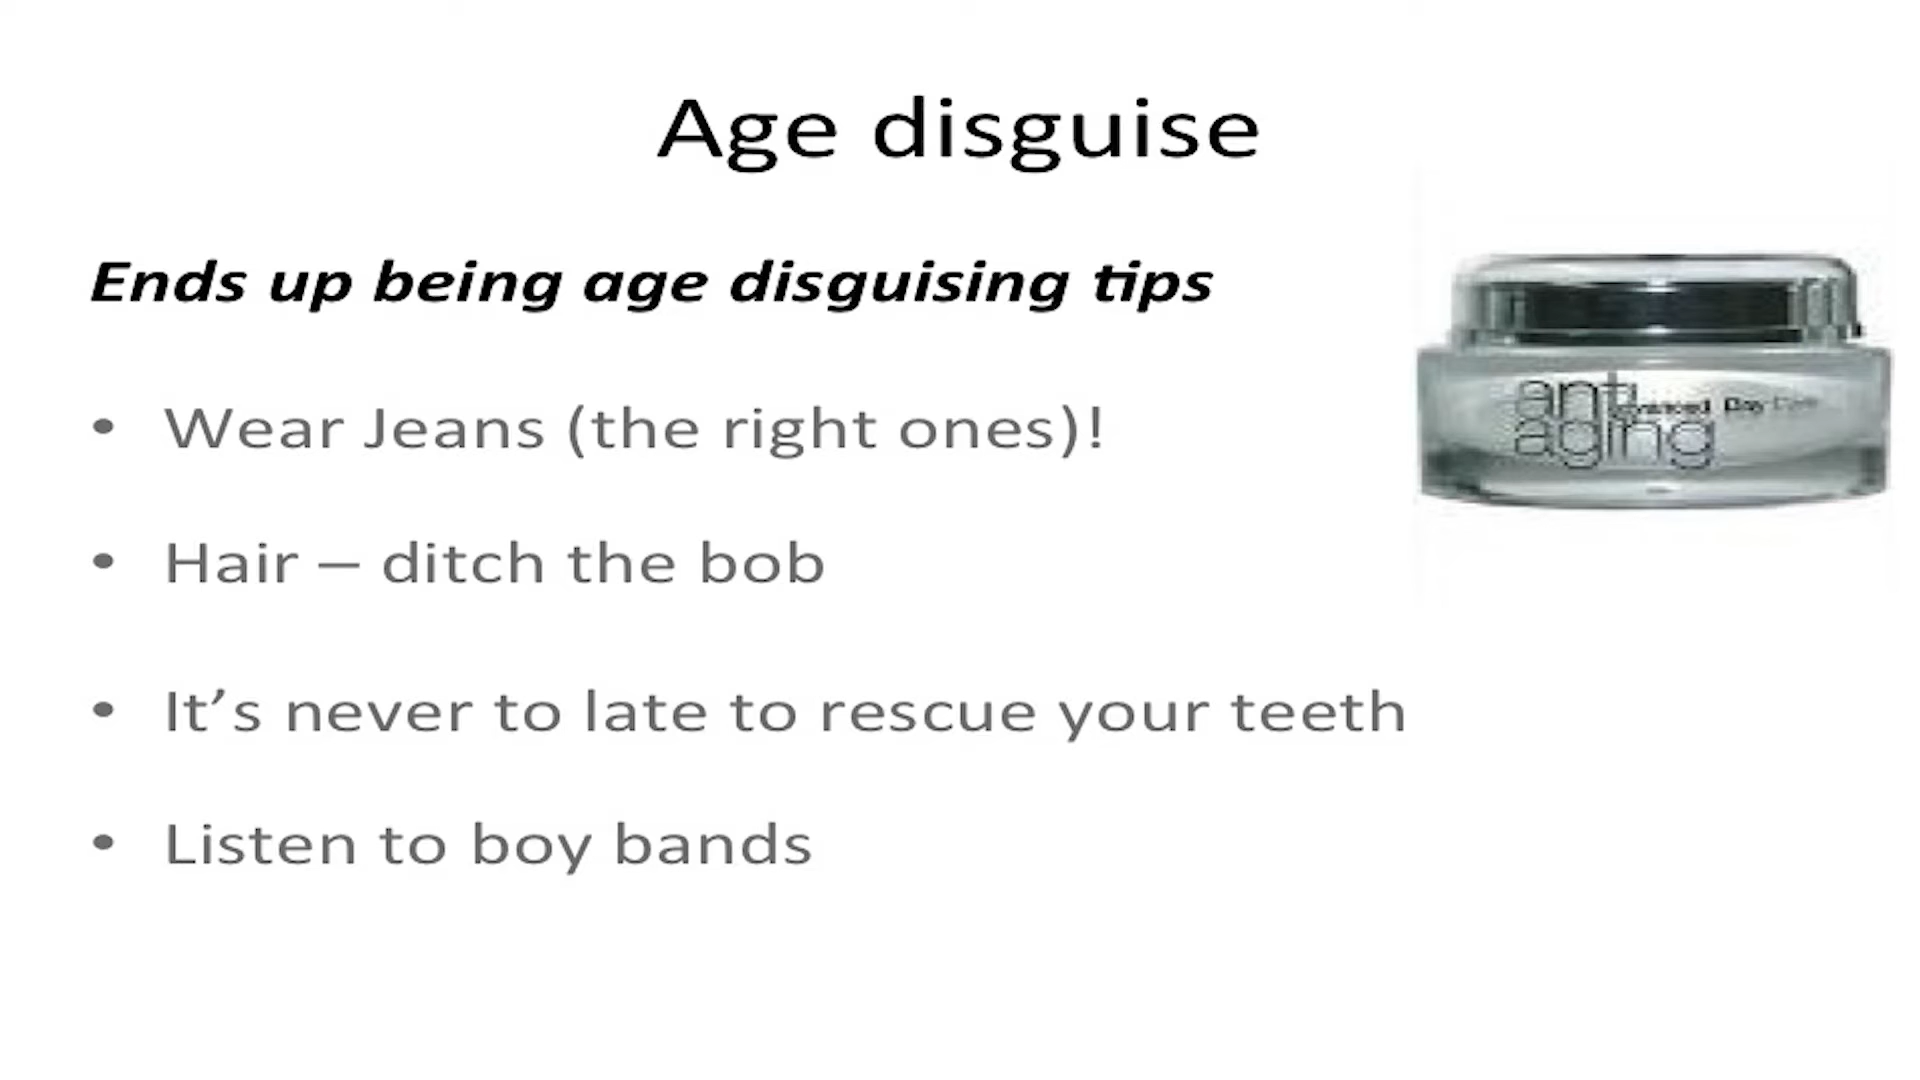 Age disguise
Ends up being age disguising tips
• Wear Jeans (the right ones)!
• Hair – ditch the bob
• It’s never to late to rescue your teeth
• Listen to boy bands
anti
aging
Day